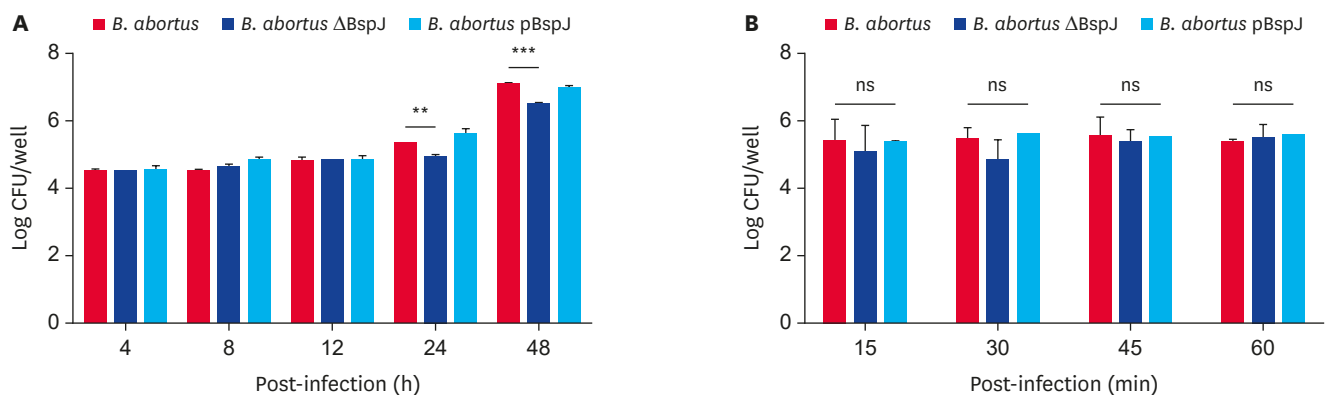 A
B. abortus B. abortus ΔBspJ B. abortus pBspJ
Log CFU/well
8
6
4
2
0
**
***
4 8 12 24 48
Post-infection (h)
B
B. abortus B. abortus ΔBspJ B. abortus pBspJ
Log CFU/well
8
6
4
2
0
ns ns ns ns
15 30 45 60
Post-infection (min)